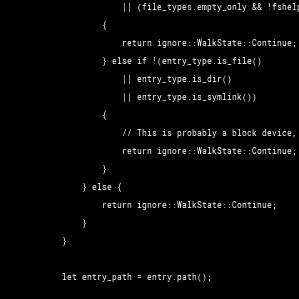 || (file_types.empty_only && !fshelp
{
return ignore::WalkState::Continue;
} else if !(entry_type.is_file()
|| entry_type.is_dir()
|| entry_type.is_symlink())
{
// This is probably a block device,
return ignore::WalkState::Continue;
}
} else {
return ignore::WalkState::Continue;
}
}
let entry_path = entry.path();